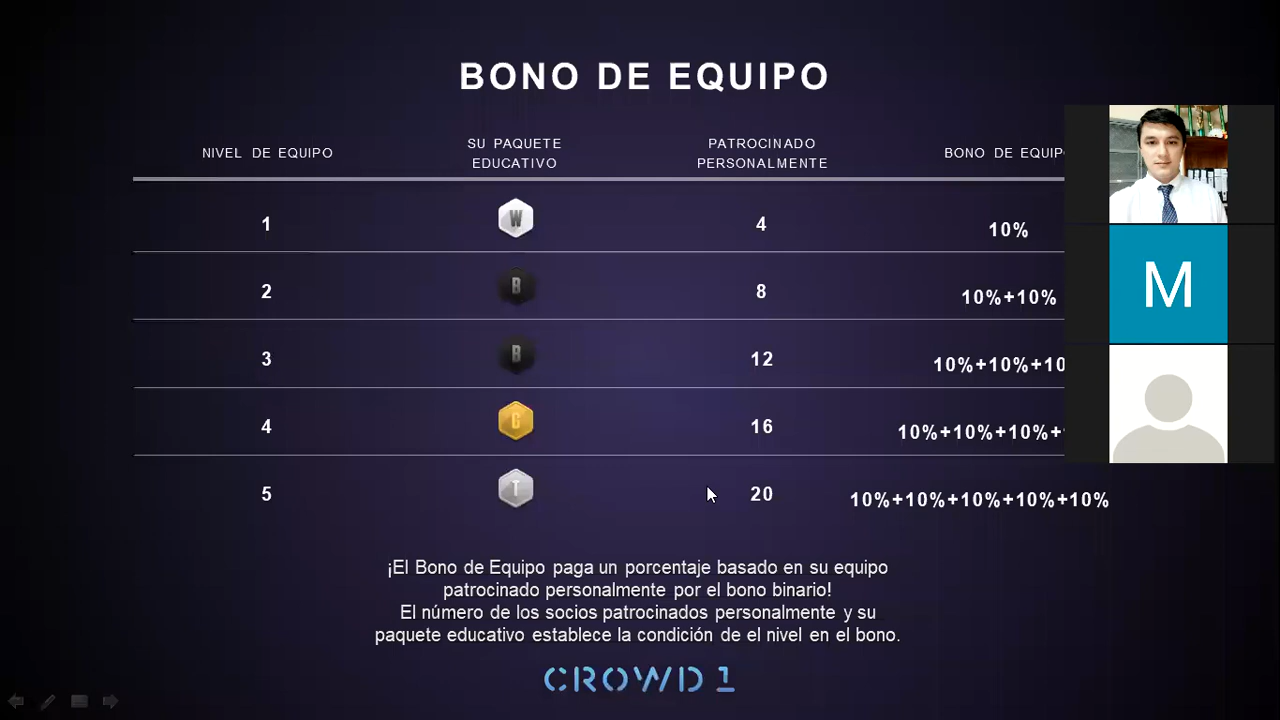 BONO DE EQUIPO
NIVEL DE EQUIPO
SU PAQUETE
EDUCATIVO
PATROCINADO
PERSONALMENTE
BONO DE EQUIP
1 W 4 10%
2 B 8 10%+10%
3 B 12 10%+10%+10
4 G 16 10%+10%+10%+
5 T 20 10%+10%+10%+10%+10%
M
¡El Bono de Equipo paga un porcentaje basado en su equipo
patrocinado personalmente por el bono binario!
El número de los socios patrocinados personalmente y su
paquete educativo establece la condición de el nivel en el bono.
CROWD 1